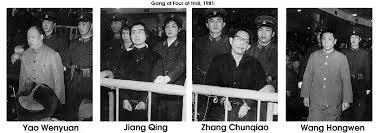 Gang of Four at trial, 1981
Yao Wenyuan
Jiang Qing
Zhang Chunqiao
Wang Hongwen